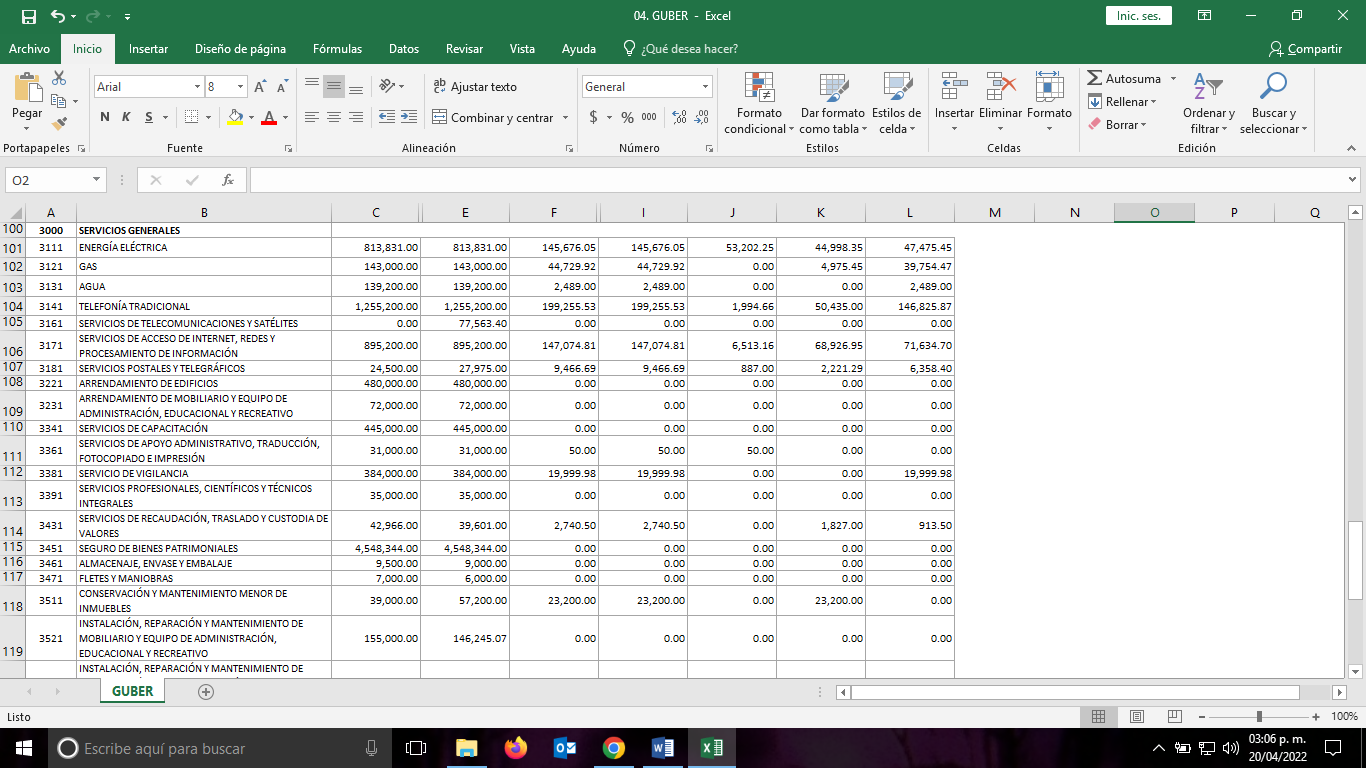 04. GUBER - Excel
Inic. ses.
Archivo Inicio Insertar Diseño de página Fórmulas Datos Revisar Vista Ayuda ¿Qué desea hacer? Compartir
Pegar
Arial 8
N K S
Ajustar texto
Combinar y centrar
General
$ % 000
Formato condicional
Dar formato como tabla
Estilos de celda
Insertar Eliminar Formato
Autosuma
Rellenar
Borrar
Ordenar y filtrar
Buscar y seleccionar
Portapapeles Fuente Alineación Número Estilos Celdas Edición
O2 fx
A B C E F I J K L M N O P Q
100 3000 SERVICIOS GENERALES
101 3111 ENERGÍA ELÉCTRICA 813,831.00 813,831.00 145,676.05 145,676.05 53,202.25 44,998.35 47,475.45
102 3121 GAS 143,000.00 143,000.00 44,729.92 44,729.92 0.00 4,975.45 39,754.47
103 3131 AGUA 139,200.00 139,200.00 2,489.00 2,489.00 0.00 0.00 2,489.00
104 3141 TELEFONÍA TRADICIONAL 1,255,200.00 1,255,200.00 199,255.53 199,255.53 1,994.66 50,435.00 146,825.87
105 3161 SERVICIOS DE TELECOMUNICACIONES Y SATÉLITES 0.00 77,563.40 0.00 0.00 0.00 0.00 0.00
106 3171 SERVICIOS DE ACCESO DE INTERNET, REDES Y
PROCESAMIENTO DE INFORMACIÓN 895,200.00 895,200.00 147,074.81 147,074.81 6,513.16 68,926.95 71,634.70
107 3181 SERVICIOS POSTALES Y TELEGRÁFICOS 24,500.00 27,975.00 9,466.69 9,466.69 887.00 2,221.29 6,358.40
108 3221 ARRENDAMIENTO DE EDIFICIOS 480,000.00 480,000.00 0.00 0.00 0.00 0.00 0.00
109 3231 ARRENDAMIENTO DE MOBILIARIO Y EQUIPO DE
ADMINISTRACIÓN, EDUCACIONAL Y RECREATIVO 72,000.00 72,000.00 0.00 0.00 0.00 0.00 0.00
110 3341 SERVICIOS DE CAPACITACIÓN 445,000.00 445,000.00 0.00 0.00 0.00 0.00 0.00
111 3361 SERVICIOS DE APOYO ADMINISTRATIVO, TRADUCCIÓN,
FOTOCOPIADO E IMPRESIÓN 31,000.00 31,000.00 50.00 50.00 50.00 0.00 0.00
112 3381 SERVICIO DE VIGILANCIA 384,000.00 384,000.00 19,999.98 19,999.98 0.00 0.00 19,999.98
113 3391 SERVICIOS PROFESIONALES, CIENTÍFICOS Y TÉCNICOS
INTEGRALES 35,000.00 35,000.00 0.00 0.00 0.00 0.00 0.00
114 3431 SERVICIOS DE RECAUDACIÓN, TRASLADO Y CUSTODIA DE
VALORES 42,966.00 39,601.00 2,740.50 2,740.50 0.00 1,827.00 913.50
115 3451 SEGURO DE BIENES PATRIMONIALES 4,548,344.00 4,548,344.00 0.00 0.00 0.00 0.00 0.00
116 3461 ALMACENAJE, ENVASE Y EMBALAJE 9,500.00 9,000.00 0.00 0.00 0.00 0.00 0.00
117 3471 FLETES Y MANIOBRAS 7,000.00 6,000.00 0.00 0.00 0.00 0.00 0.00
118 3511 CONSERVACIÓN Y MANTENIMIENTO MENOR DE
INMUEBLES 39,000.00 57,200.00 23,200.00 23,200.00 0.00 23,200.00 0.00
119 3521 INSTALACIÓN, REPARACIÓN Y MANTENIMIENTO DE
MOBILIARIO Y EQUIPO DE ADMINISTRACIÓN,
EDUCACIONAL Y RECREATIVO 155,000.00 146,245.07 0.00 0.00 0.00 0.00 0.00
INSTALACIÓN, REPARACIÓN Y MANTENIMIENTO DE
GUBER
Listo 100%
Escribe aquí para buscar
03:06 p. m.
20/04/2022